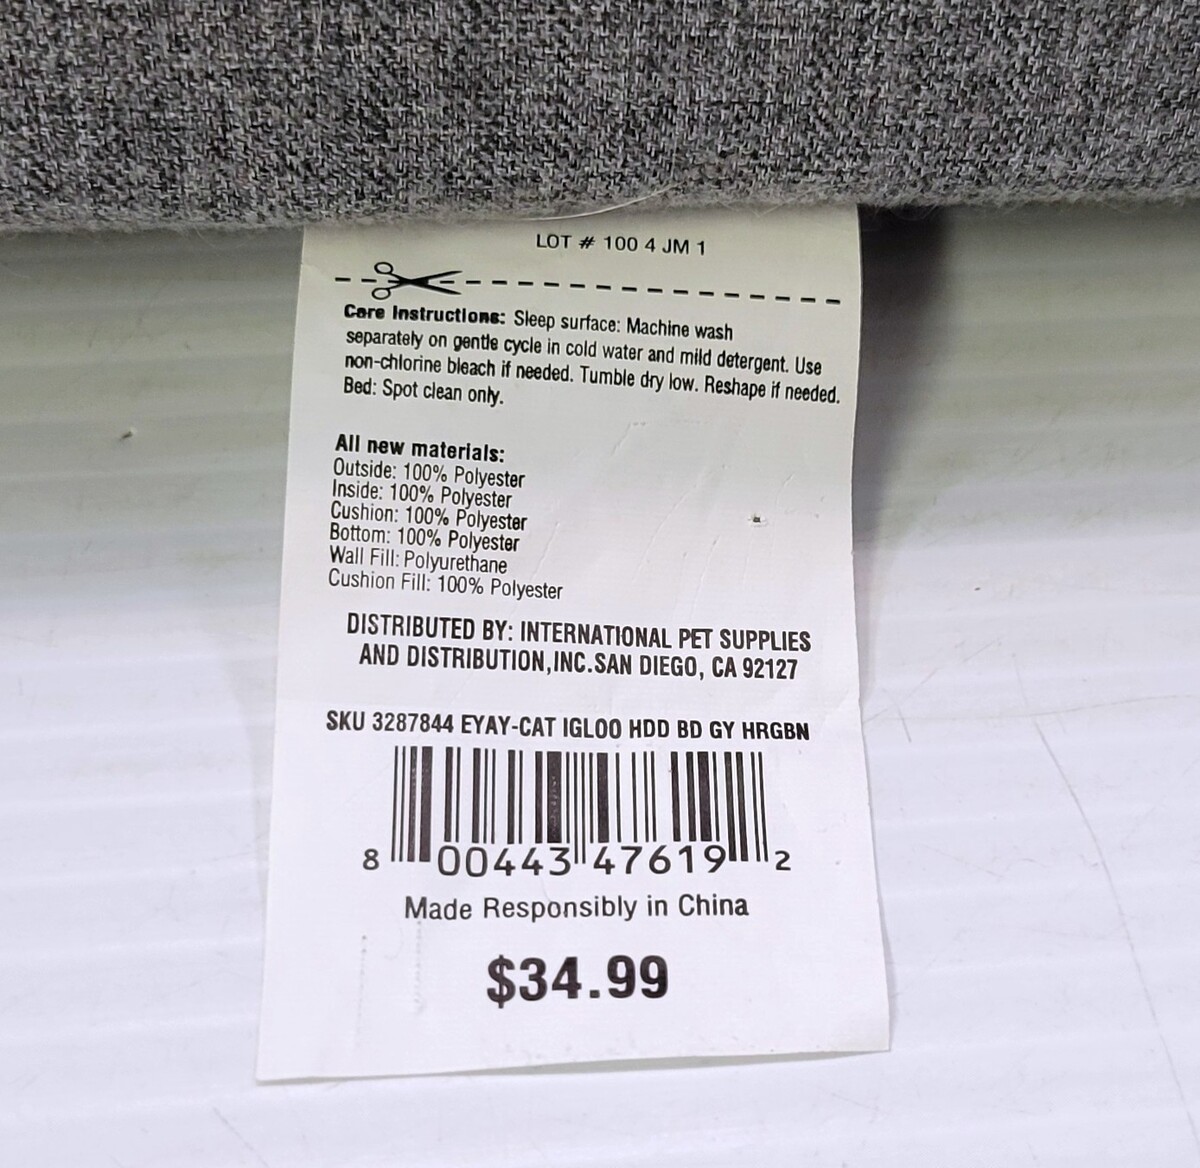 LOT # 100 4 JM 1
Care Instructions: Sleep surface: Machine wash
separately on gentle cycle in cold water and mild detergent. Use
non-chlorine bleach if needed. Tumble dry low. Reshape if needed.
Bed: Spot clean only.
All new materials:
Outside: 100% Polyester
Inside: 100% Polyester
Cushion: 100% Polyester
Bottom: 100% Polyester
Wall Fill: Polyurethane
Cushion Fill: 100% Polyester
DISTRIBUTED BY: INTERNATIONAL PET SUPPLIES
AND DISTRIBUTION,INC.SAN DIEGO, CA 92127
SKU 3287844 EYAY-CAT IGLOO HDD BD GY HRGBN
8 00443 47619 2
Made Responsibly in China
$34.99